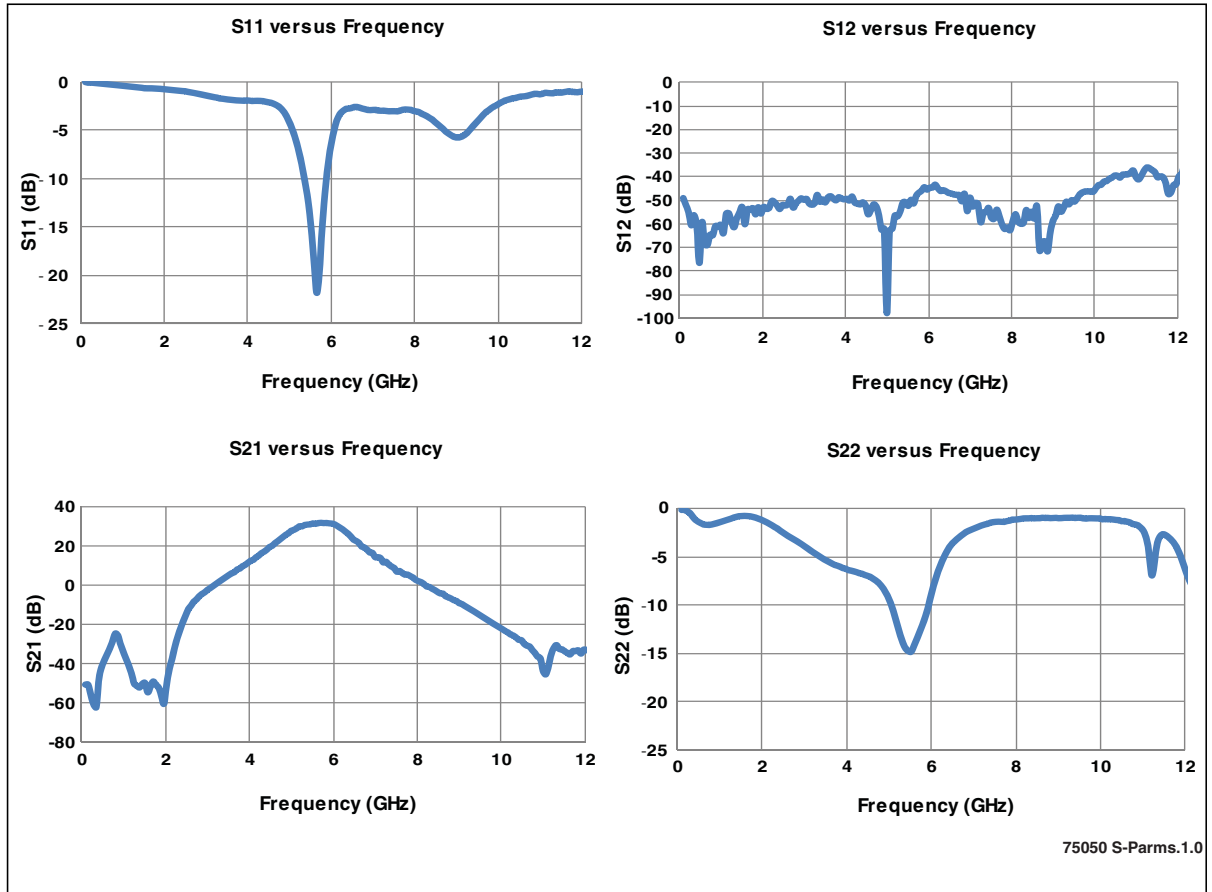 S11 versus Frequency
0
-5
-10
-15
-20
-25
S11 (dB)
0 2 4 6 8 10 12
Frequency (GHz)
S12 versus Frequency
0
-10
-20
-30
-40
-50
-60
-70
-80
-90
-100
S12 (dB)
0 2 4 6 8 10 12
Frequency (GHz)
S21 versus Frequency
40
20
0
-20
-40
-60
-80
S21 (dB)
0 2 4 6 8 10 12
Frequency (GHz)
S22 versus Frequency
0
-5
-10
-15
-20
-25
S22 (dB)
0 2 4 6 8 10 12
Frequency (GHz)
75050 S-Parms.1.0